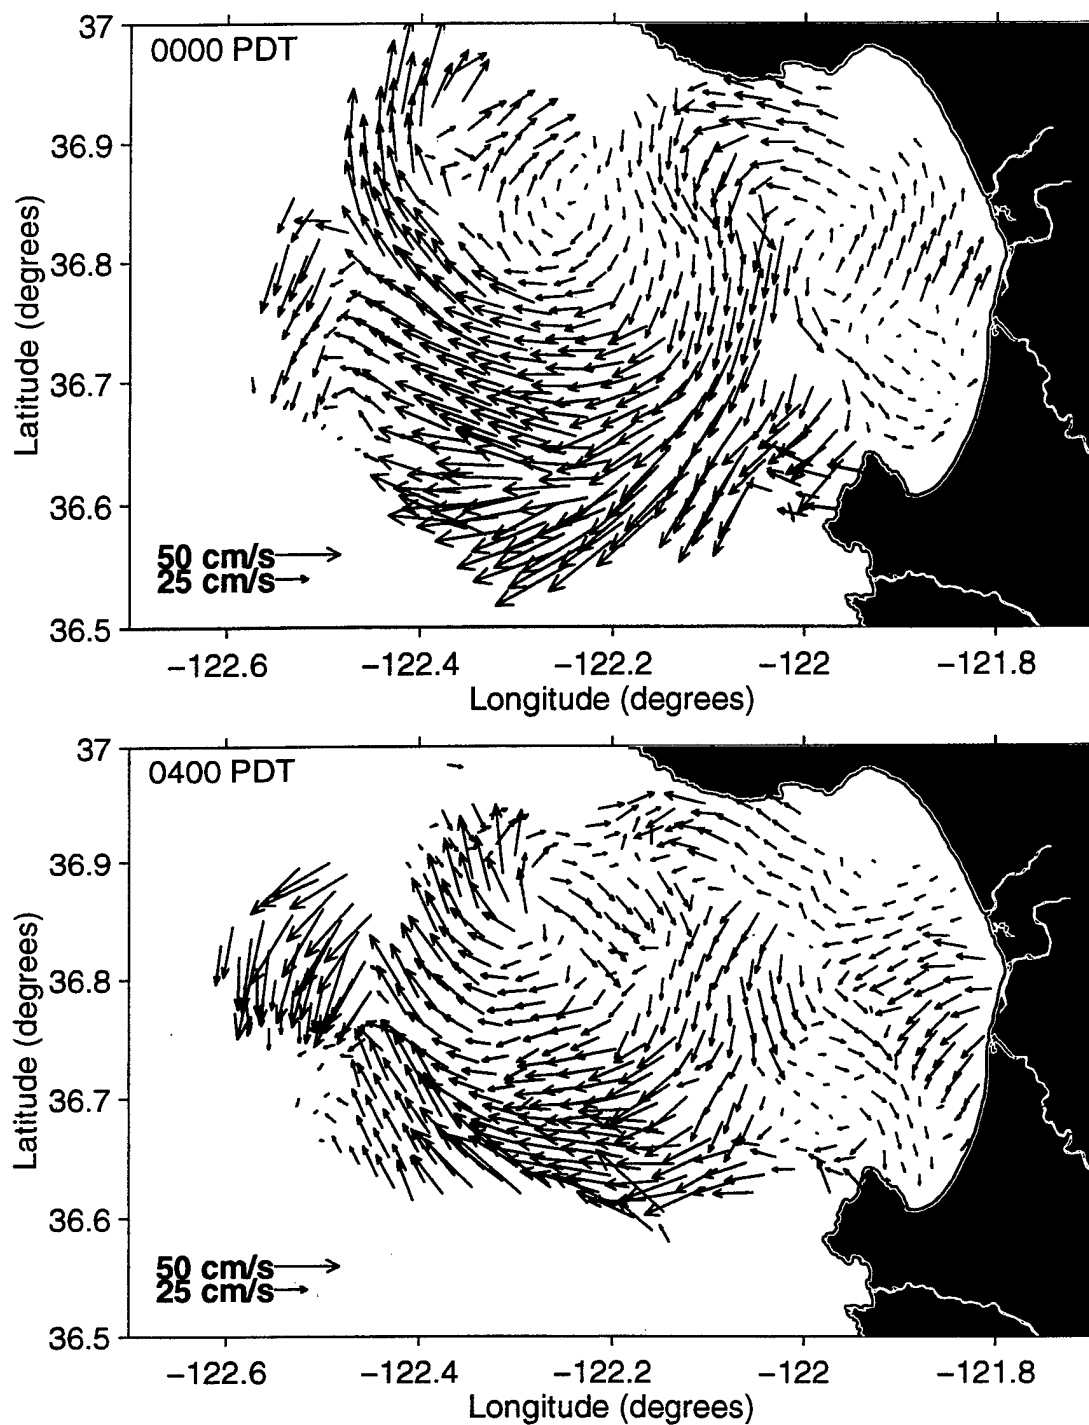 37
0000 PDT
36.9
36.8
36.7
36.6
36.5
Latitude (degrees)
50 cm/s
25 cm/s
−122.6
−122.4
−122.2
−122
−121.8
Longitude (degrees)
37
0400 PDT
36.9
36.8
36.7
36.6
36.5
Latitude (degrees)
50 cm/s
25 cm/s
−122.6
−122.4
−122.2
−122
−121.8
Longitude (degrees)